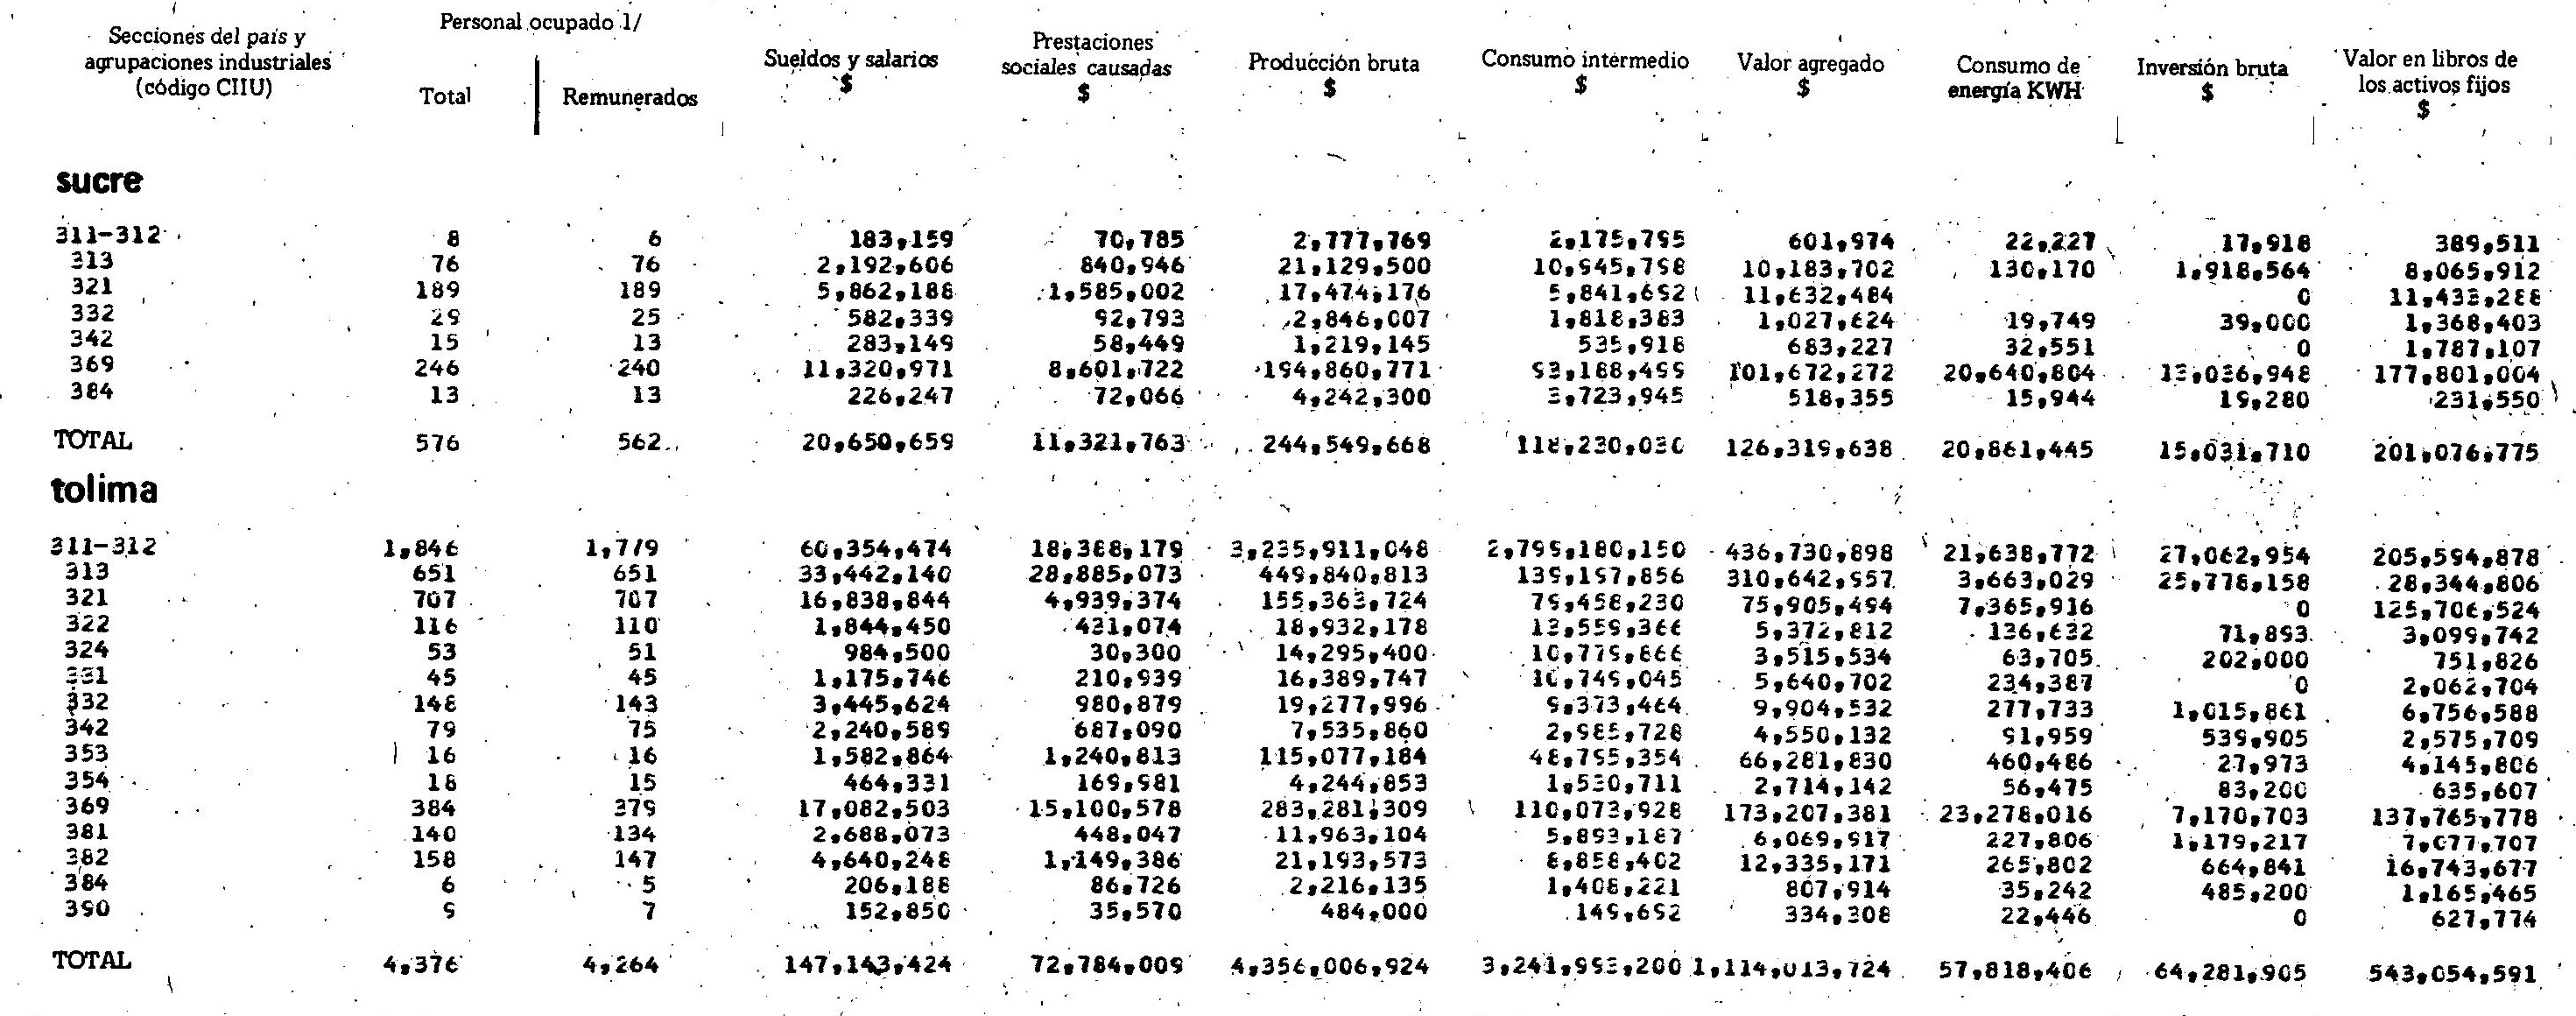 Secciones del país y agrupaciones industriales (código CIIU) Personal ocupado 1/ Total Remunerados Sueldos y salarios $ Prestaciones sociales causadas $ Producción bruta $ Consumo intermedio $ Valor agregado $ Consumo de energía KWH Inversión bruta $ Valor en libros de los activos fijos $
sucre
311-312 8 6 183,159 70,785 2,777,769 2,175,795 601,974 22,227 17,918 389,511
313 76 76 2,192,606 840,946 21,129,500 10,945,798 10,183,702 130,170 1,918,564 8,065,912
321 189 189 5,862,188 1,585,002 17,474,176 5,841,692 11,632,484 0 11,433,288
332 29 25 582,339 92,793 2,846,007 1,818,383 1,027,624 19,749 39,000 1,368,403
342 15 13 283,149 58,449 1,219,145 535,918 683,227 32,551 0 1,787,107
369 246 240 11,320,971 8,601,722 194,860,771 93,188,499 101,672,272 20,640,804 13,036,948 177,801,004
384 13 13 226,247 72,066 4,242,300 3,723,945 518,355 15,944 19,280 231,550
TOTAL 576 562 20,650,659 11,321,763 244,549,668 118,230,030 126,319,638 20,861,445 15,031,710 201,076,775
tolima
311-312 1,846 1,779 60,354,474 18,388,179 3,235,911,048 2,799,180,150 436,730,898 21,638,772 27,062,954 205,594,878
313 651 651 33,442,140 28,885,073 449,840,813 139,197,856 310,642,957 3,663,029 25,778,158 28,344,806
321 707 707 16,838,844 4,939,374 155,363,724 79,458,230 75,905,494 7,365,916 0 125,706,524
322 116 110 1,844,450 431,074 18,932,178 13,559,366 5,372,812 136,632 71,893 3,099,742
324 53 51 984,500 30,300 14,295,400 10,779,866 3,515,534 63,705 202,000 751,826
331 45 45 1,175,746 210,939 16,389,747 10,749,045 5,640,702 234,387 0 2,062,704
332 148 143 3,445,624 980,879 19,277,996 9,373,464 9,904,532 277,733 1,015,861 6,756,588
342 79 75 2,240,589 687,090 7,535,860 2,985,728 4,550,132 91,959 539,905 2,575,709
353 16 16 1,582,864 1,240,813 115,077,184 48,795,354 66,281,830 460,486 27,973 4,145,806
354 18 15 464,331 169,981 4,244,853 1,530,711 2,714,142 56,475 83,200 635,607
369 384 379 17,082,503 15,100,578 283,281,309 110,073,928 173,207,381 23,278,016 7,170,703 137,765,778
381 140 134 2,688,073 448,047 11,963,104 5,893,187 6,069,917 227,806 1,179,217 7,077,707
382 158 147 4,640,248 1,149,386 21,193,573 8,858,402 12,335,171 265,802 664,841 16,743,677
384 6 5 206,188 86,726 2,216,135 1,408,221 807,914 35,242 485,200 1,165,465
390 9 7 152,850 35,570 484,000 149,692 334,308 22,446 0 627,774
TOTAL 4,376 4,264 147,143,424 72,784,009 4,356,006,924 3,241,993,200 1,114,013,724 57,818,406 64,281,905 543,054,591